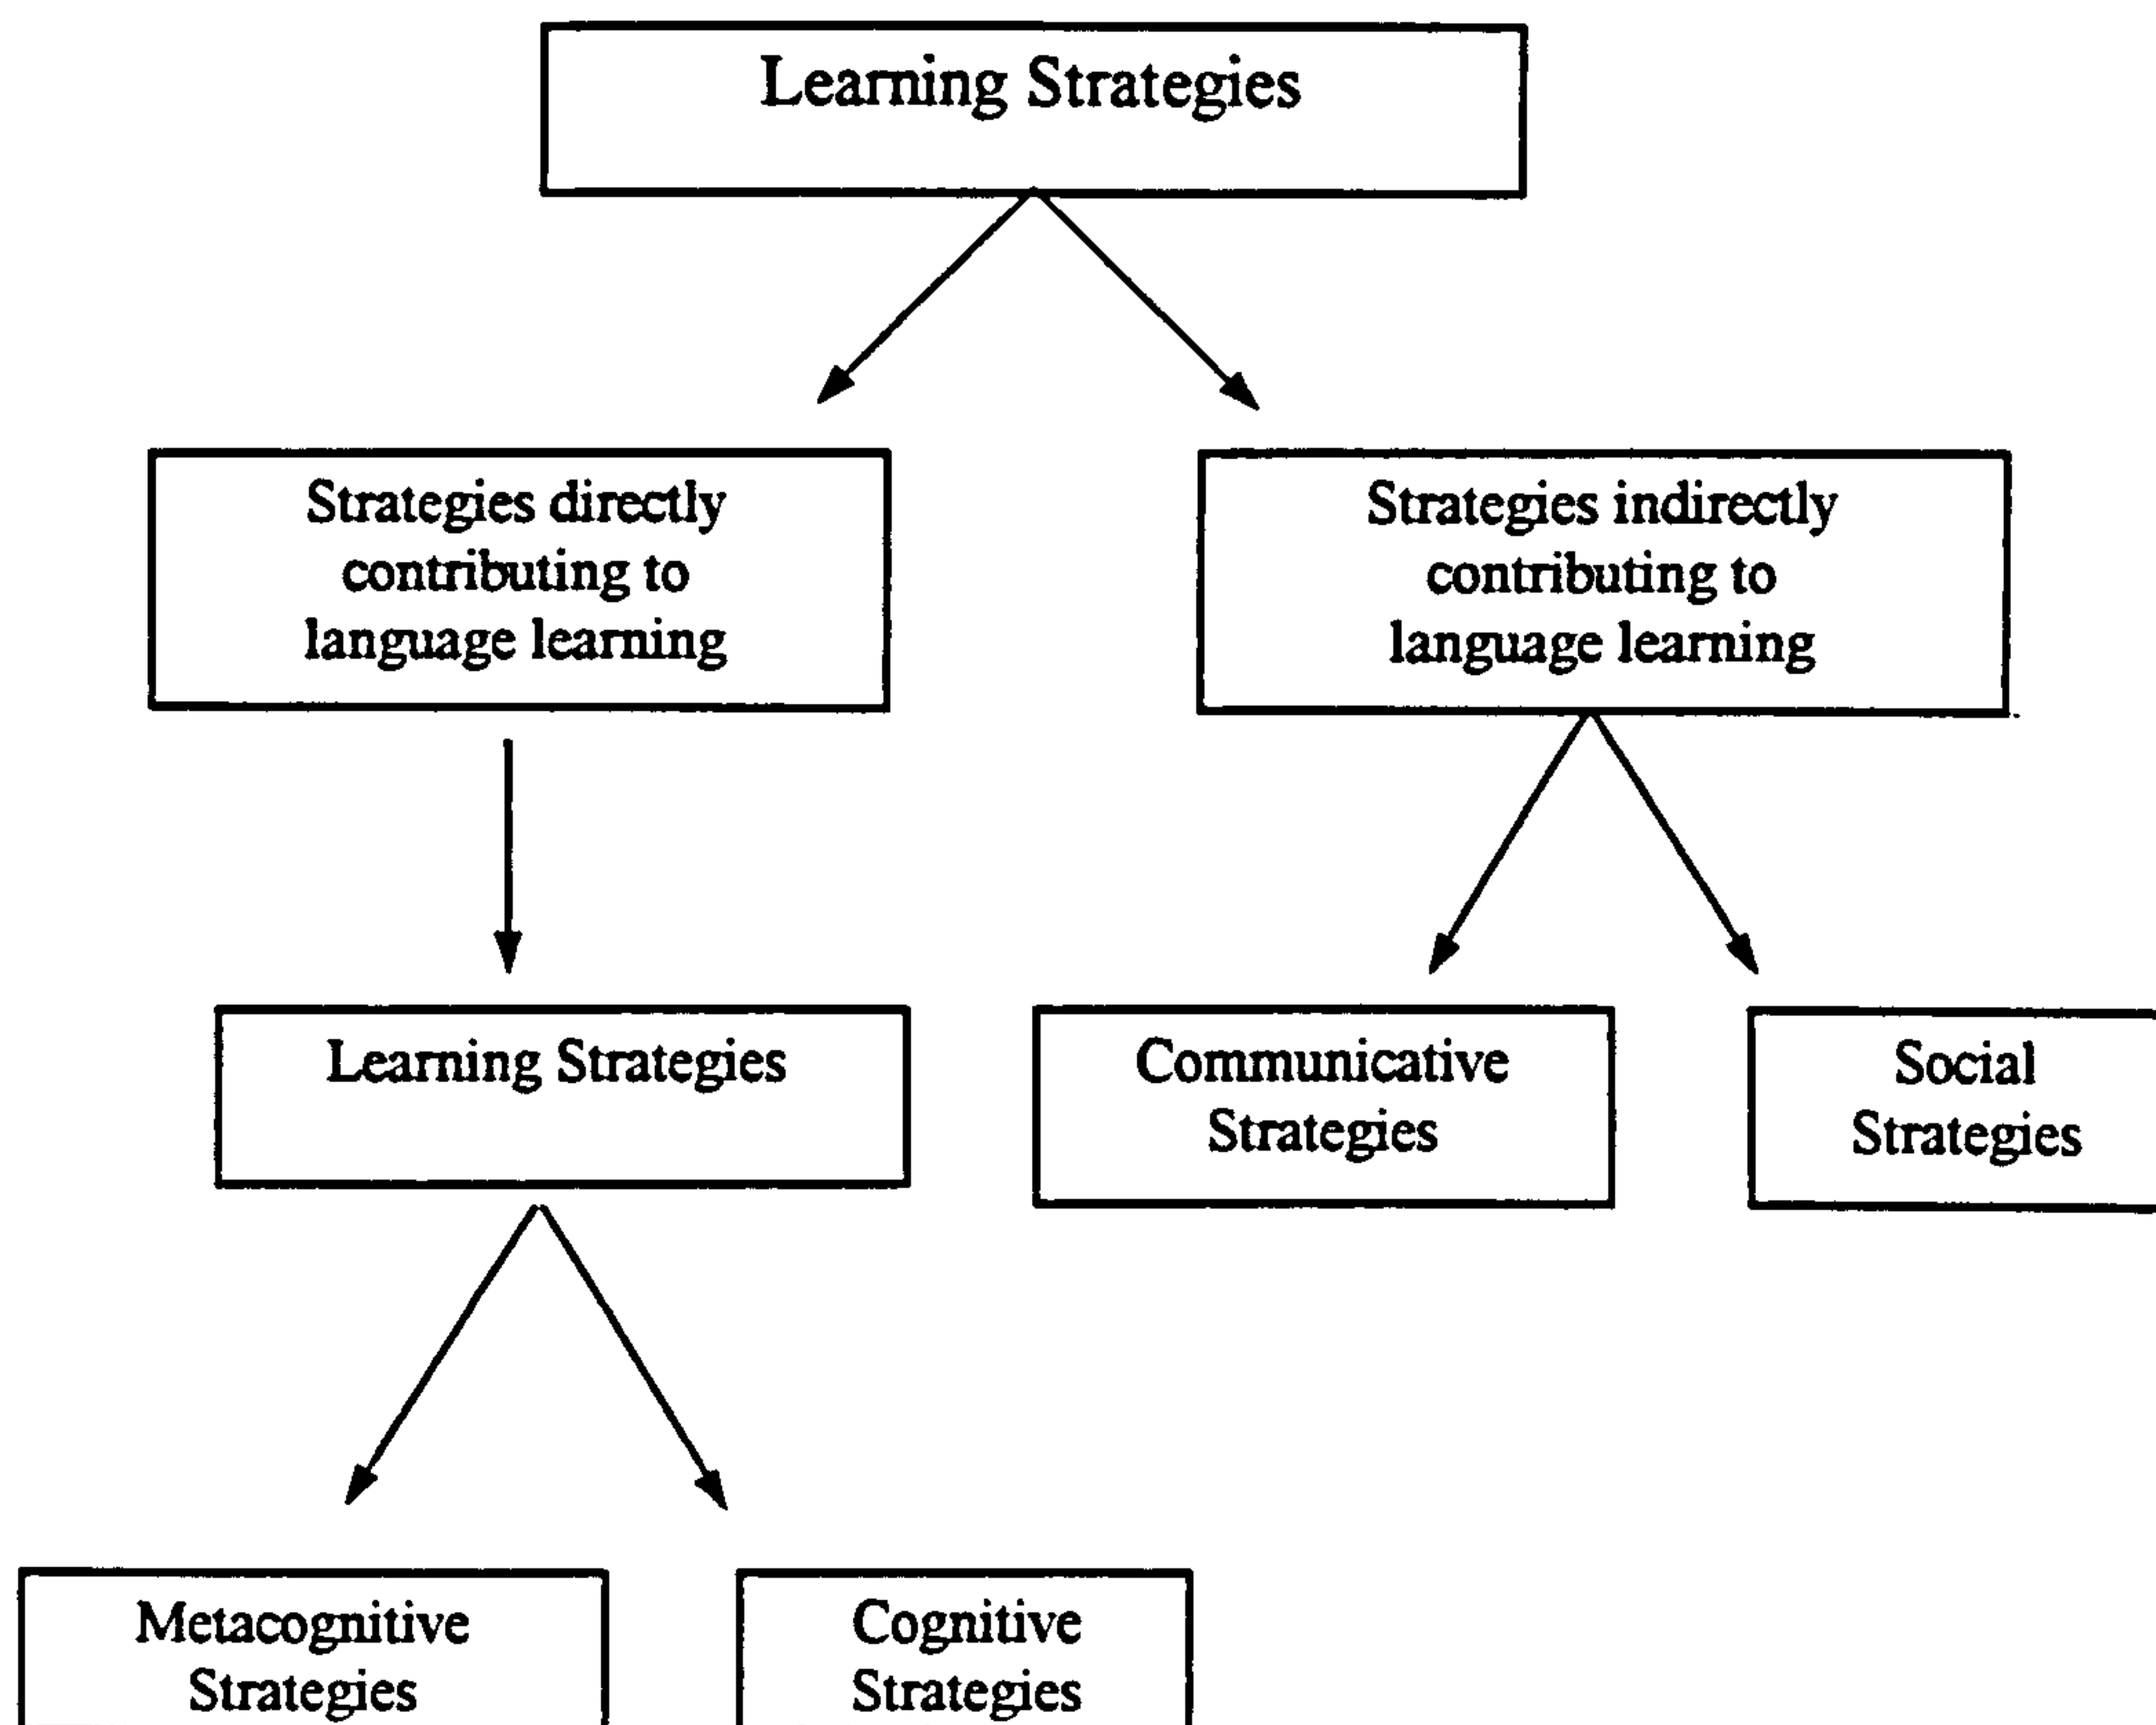 Learning Strategies
Strategies directly
contributing to
language learning
Strategies indirectly
contributing to
language learning
Learning Strategies
Communicative
Strategies
Social
Strategies
Metacognitive
Strategies
Cognitive
Strategies